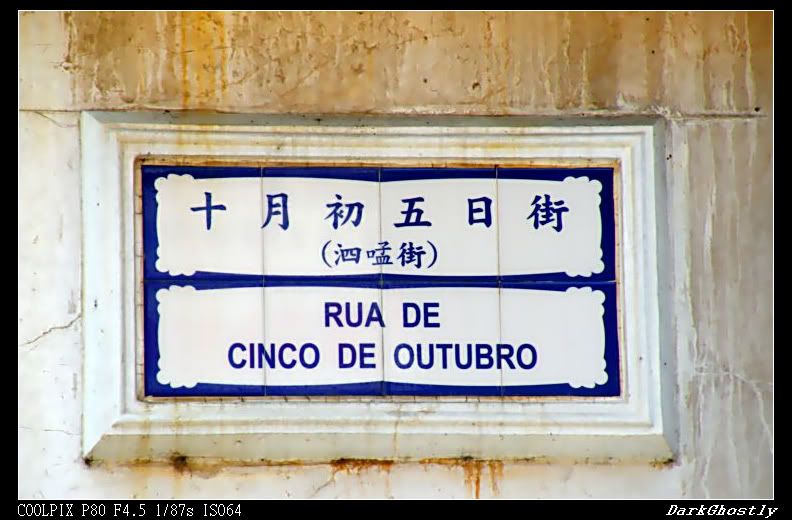 十月初五日街
(泗𠵼街)
RUA DE
CINCO DE OUTUBRO
COOLPIX P80 F4.5 1/87s ISO64
DarkGhostly